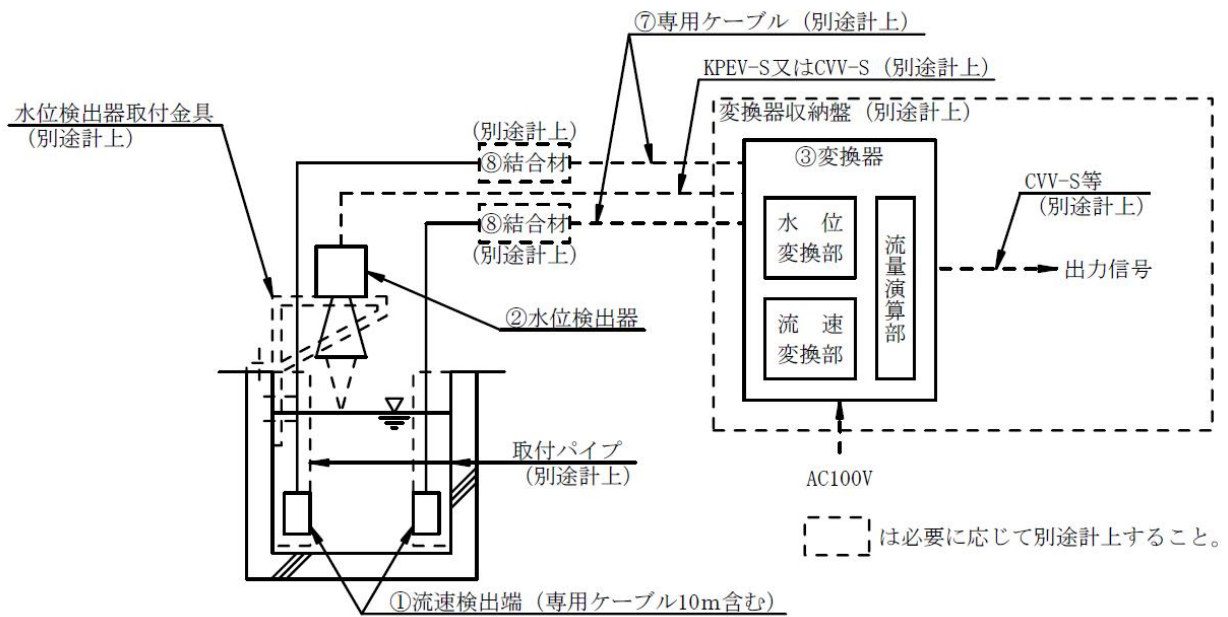 ⑦専用ケーブル（別途計上）
KPEV-S又はCVV-S（別途計上）
水位検出器取付金具
（別途計上）
変換器収納盤（別途計上）
（別途計上）
⑧結合材
③変換器
CVV-S等
（別途計上）
⑧結合材
（別途計上）
水　位
変換部
流量演算部
出力信号
②水位検出器
流　速
変換部
取付パイプ
（別途計上）
AC100V
は必要に応じて別途計上すること。
①流速検出端（専用ケーブル10m含む）